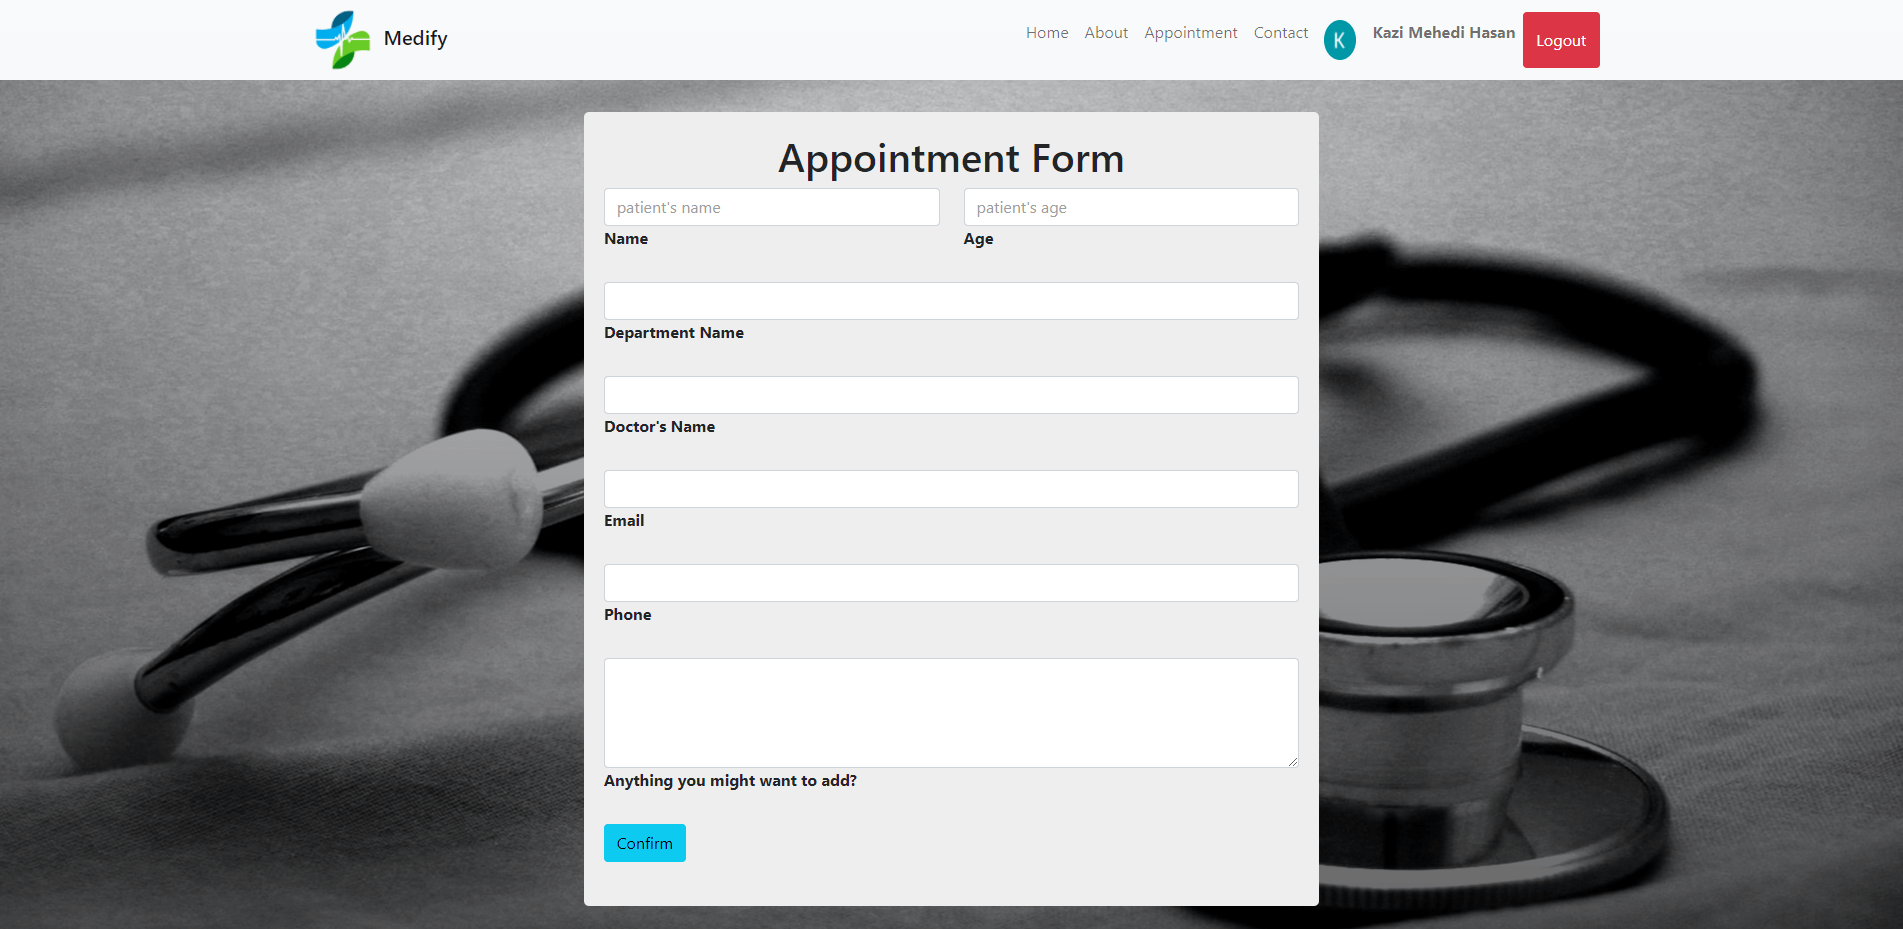 Medify
Home About Appointment Contact K Kazi Mehedi Hasan Logout
Appointment Form
patient's name patient's age
Name Age
Department Name
Doctor's Name
Email
Phone
Anything you might want to add?
Confirm